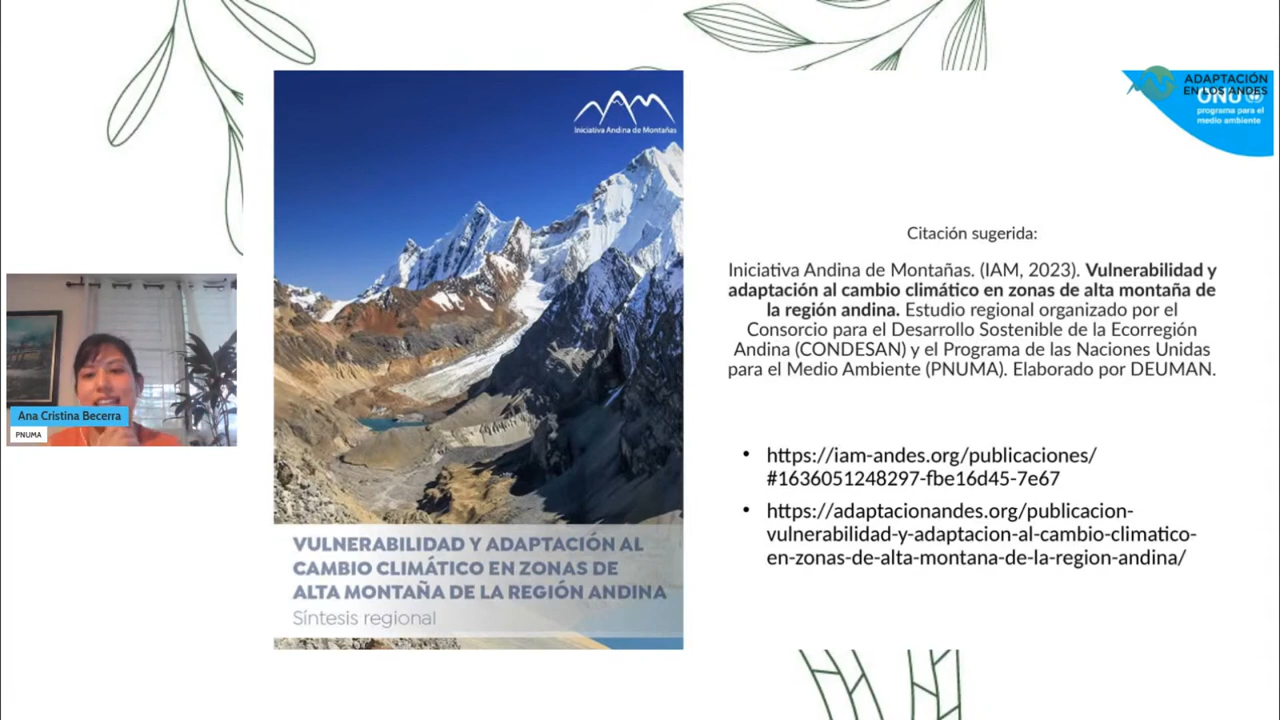 Iniciativa Andina de Montañas
ADAPTACIÓN
EN LOS ANDES
ONU
programa para el
medio ambiente
Citación sugerida:
Iniciativa Andina de Montañas. (IAM, 2023). Vulnerabilidad y
adaptación al cambio climático en zonas de alta montaña de
la región andina. Estudio regional organizado por el
Consorcio para el Desarrollo Sostenible de la Ecorregión
Andina (CONDESAN) y el Programa de las Naciones Unidas
para el Medio Ambiente (PNUMA). Elaborado por DEUMAN.
Ana Cristina Becerra
PNUMA
• https://iam-andes.org/publicaciones/
#1636051248297-fbe16d45-7e67
• https://adaptacionandes.org/publicacion-
vulnerabilidad-y-adaptacion-al-cambio-climatico-
en-zonas-de-alta-montana-de-la-region-andina/
VULNERABILIDAD Y ADAPTACIÓN AL
CAMBIO CLIMÁTICO EN ZONAS DE
ALTA MONTAÑA DE LA REGIÓN ANDINA
Síntesis regional